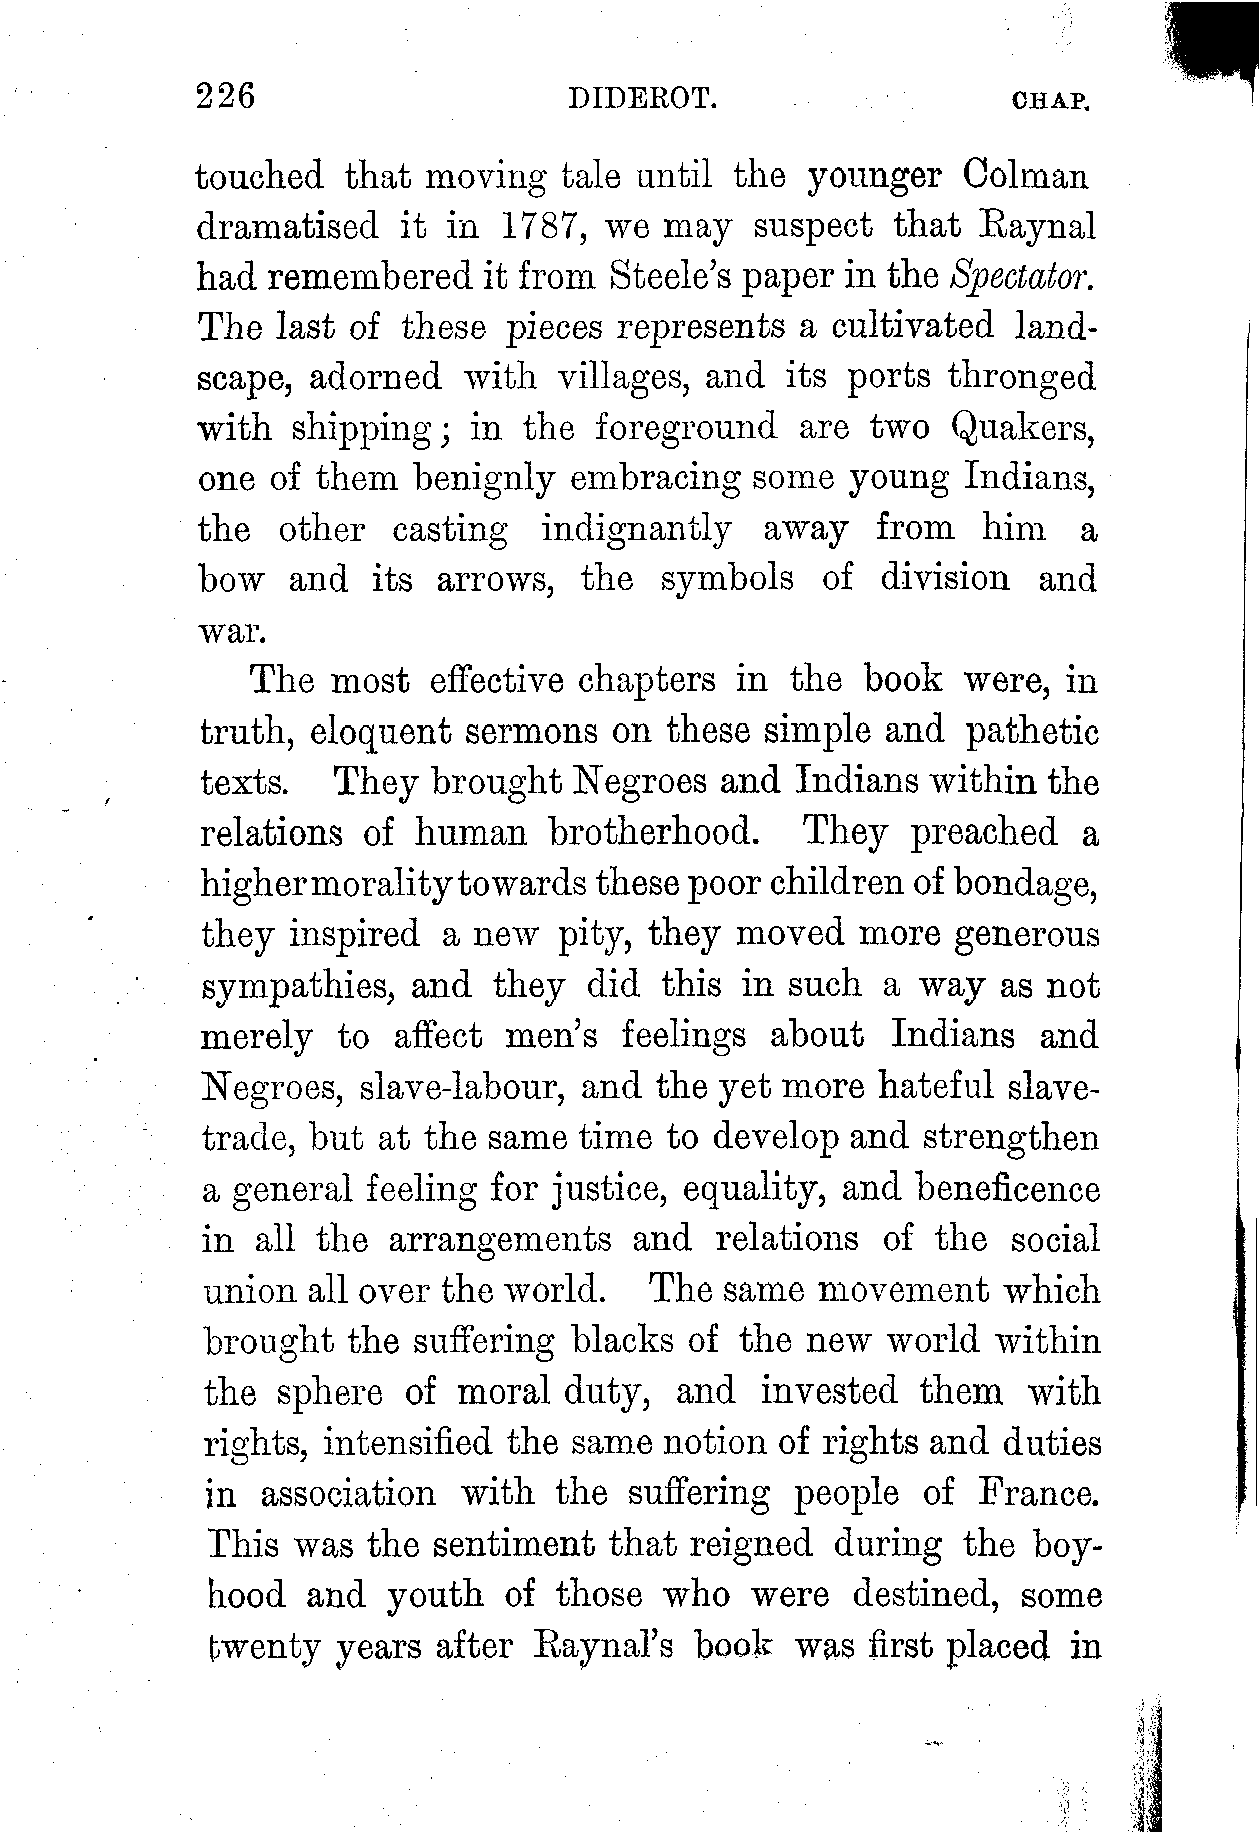 226 DIDEROT. CHAP.
touched that moving tale until the younger Colman
dramatised it in 1787, we may suspect that Raynal
had remembered it from Steele's paper in the Spectator.
The last of these pieces represents a cultivated land-
scape, adorned with villages, and its ports thronged
with shipping; in the foreground are two Quakers,
one of them benignly embracing some young Indians,
the other casting indignantly away from him a
bow and its arrows, the symbols of division and
war.
The most effective chapters in the book were, in
truth, eloquent sermons on these simple and pathetic
texts. They brought Negroes and Indians within the
relations of human brotherhood. They preached a
higher morality towards these poor children of bondage,
they inspired a new pity, they moved more generous
sympathies, and they did this in such a way as not
merely to affect men's feelings about Indians and
Negroes, slave-labour, and the yet more hateful slave-
trade, but at the same time to develop and strengthen
a general feeling for justice, equality, and beneficence
in all the arrangements and relations of the social
union all over the world. The same movement which
brought the suffering blacks of the new world within
the sphere of moral duty, and invested them with
rights, intensified the same notion of rights and duties
in association with the suffering people of France.
This was the sentiment that reigned during the boy-
hood and youth of those who were destined, some
twenty years after Raynal's book was first placed in